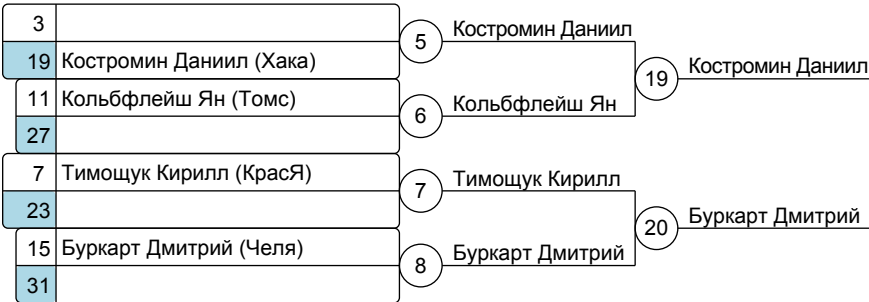 3
5
Костромин Даниил
19 Костромин Даниил (Хака)
19
Костромин Даниил
11 Кольбфлейш Ян (Томс)
6
Кольбфлейш Ян
27
7 Тимощук Кирилл (КрасЯ)
7
Тимощук Кирилл
23
20
Буркарт Дмитрий
15 Буркарт Дмитрий (Челя)
8
Буркарт Дмитрий
31